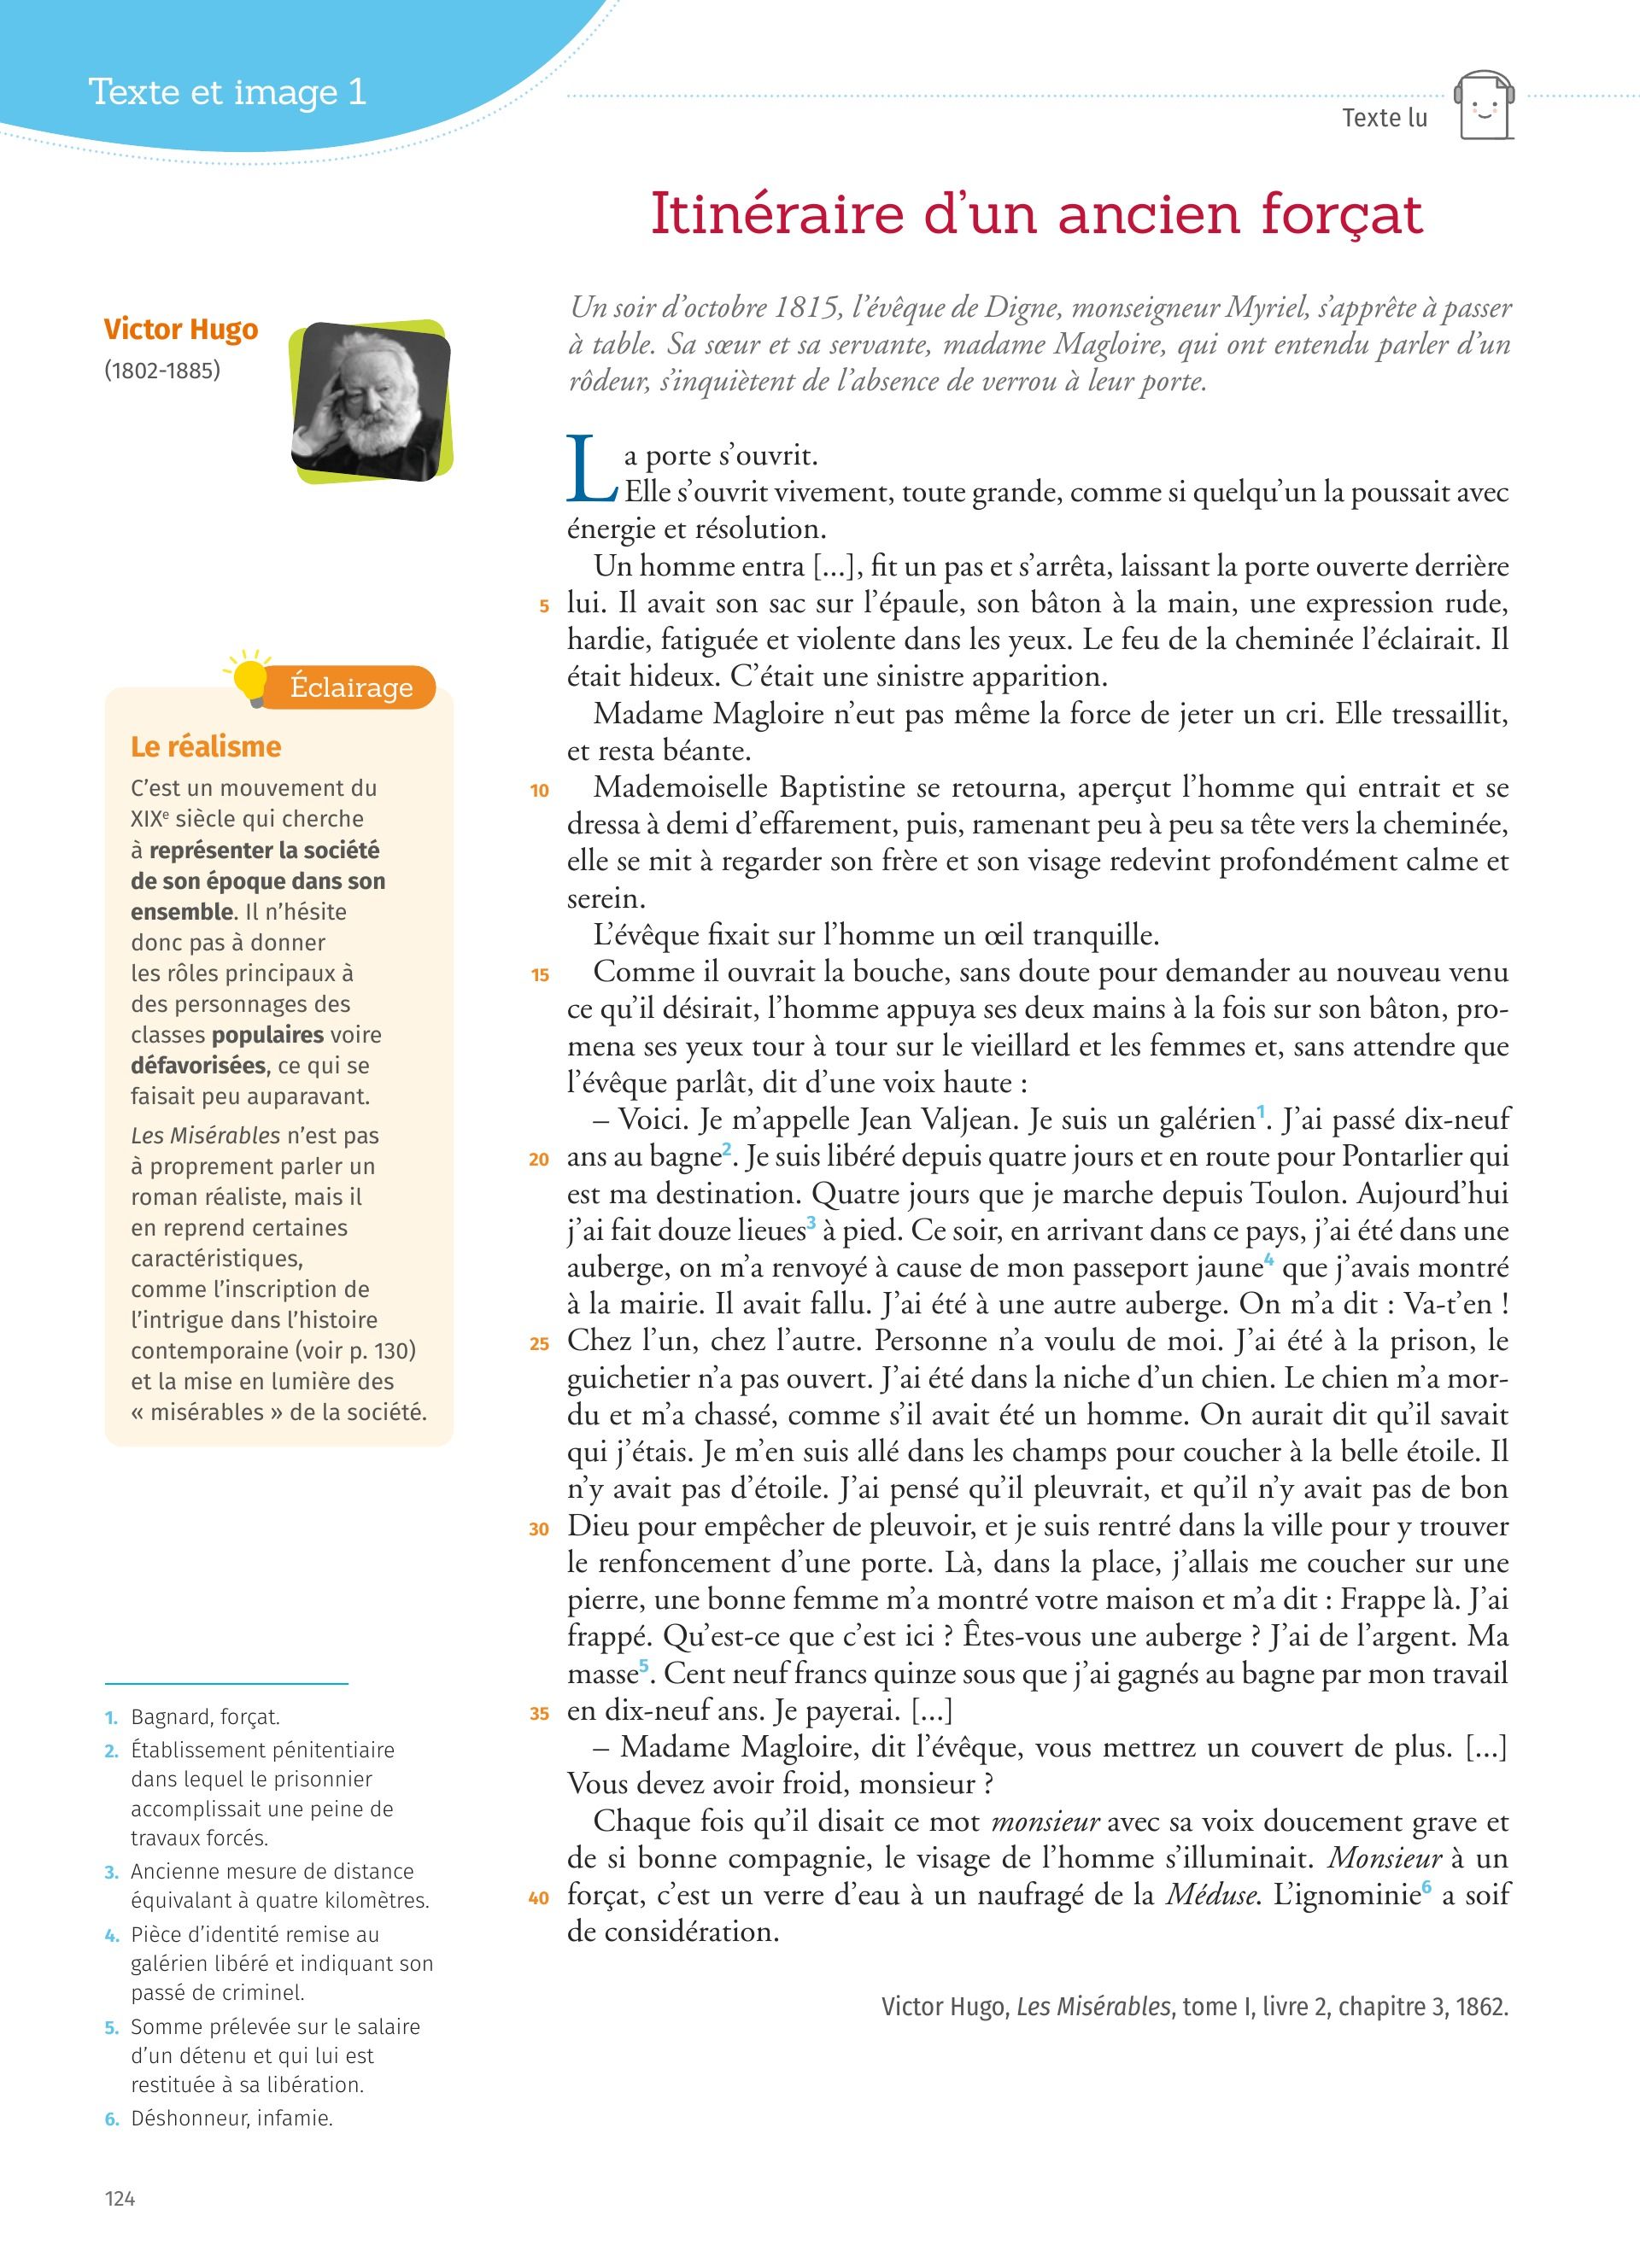 Texte et image 1
Texte lu
Itinéraire d'un ancien forçat
Victor Hugo
(1802-1885)
Un soir d'octobre 1815, l'évêque de Digne, monseigneur Myriel, s'apprête à passer
à table. Sa sœur et sa servante, madame Magloire, qui ont entendu parler d'un
rôdeur, s'inquiètent de l'absence de verrou à leur porte.
La porte s'ouvrit.
Elle s'ouvrit vivement, toute grande, comme si quelqu'un la poussait avec
énergie et résolution.
Un homme entra [...], fit un pas et s'arrêta, laissant la porte ouverte derrière
5 lui. Il avait son sac sur l'épaule, son bâton à la main, une expression rude,
hardie, fatiguée et violente dans les yeux. Le feu de la cheminée l'éclairait. Il
était hideux. C'était une sinistre apparition.
Madame Magloire n'eut pas même la force de jeter un cri. Elle tressaillit,
et resta béante.
10 Mademoiselle Baptistine se retourna, aperçut l'homme qui entrait et se
dressa à demi d'effarement, puis, ramenant peu à peu sa tête vers la cheminée,
elle se mit à regarder son frère et son visage redevint profondément calme et
serein.
L'évêque fixait sur l'homme un œil tranquille.
15 Comme il ouvrait la bouche, sans doute pour demander au nouveau venu
ce qu'il désirait, l'homme appuya ses deux mains à la fois sur son bâton, pro-
mena ses yeux tour à tour sur le vieillard et les femmes et, sans attendre que
l'évêque parlât, dit d'une voix haute :
– Voici. Je m'appelle Jean Valjean. Je suis un galérien1. J'ai passé dix-neuf
20 ans au bagne2. Je suis libéré depuis quatre jours et en route pour Pontarlier qui
est ma destination. Quatre jours que je marche depuis Toulon. Aujourd'hui
j'ai fait douze lieues3 à pied. Ce soir, en arrivant dans ce pays, j'ai été dans une
auberge, on m'a renvoyé à cause de mon passeport jaune4 que j'avais montré
à la mairie. Il avait fallu. J'ai été à une autre auberge. On m'a dit : Va-t'en !
25 Chez l'un, chez l'autre. Personne n'a voulu de moi. J'ai été à la prison, le
guichetier n'a pas ouvert. J'ai été dans la niche d'un chien. Le chien m'a mor-
du et m'a chassé, comme s'il avait été un homme. On aurait dit qu'il savait
qui j'étais. Je m'en suis allé dans les champs pour coucher à la belle étoile. Il
n'y avait pas d'étoile. J'ai pensé qu'il pleuvrait, et qu'il n'y avait pas de bon
30 Dieu pour empêcher de pleuvoir, et je suis rentré dans la ville pour y trouver
le renfoncement d'une porte. Là, dans la place, j'allais me coucher sur une
pierre, une bonne femme m'a montré votre maison et m'a dit : Frappe là. J'ai
frappé. Qu'est-ce que c'est ici ? Êtes-vous une auberge ? J'ai de l'argent. Ma
masse5. Cent neuf francs quinze sous que j'ai gagnés au bagne par mon travail
35 en dix-neuf ans. Je payerai. [...]
– Madame Magloire, dit l'évêque, vous mettrez un couvert de plus. [...]
Vous devez avoir froid, monsieur ?
Chaque fois qu'il disait ce mot monsieur avec sa voix doucement grave et
de si bonne compagnie, le visage de l'homme s'illuminait. Monsieur à un
40 forçat, c'est un verre d'eau à un naufragé de la Méduse. L'ignominie6 a soif
de considération.
Victor Hugo, Les Misérables, tome I, livre 2, chapitre 3, 1862.
Éclairage
Le réalisme
C'est un mouvement du
XIXe siècle qui cherche
à représenter la société
de son époque dans son
ensemble. Il n'hésite
donc pas à donner
les rôles principaux à
des personnages des
classes populaires voire
défavorisées, ce qui se
faisait peu auparavant.
Les Misérables n'est pas
à proprement parler un
roman réaliste, mais il
en reprend certaines
caractéristiques,
comme l'inscription de
l'intrigue dans l'histoire
contemporaine (voir p. 130)
et la mise en lumière des
« misérables » de la société.
1. Bagnard, forçat.
2. Établissement pénitentiaire
dans lequel le prisonnier
accomplissait une peine de
travaux forcés.
3. Ancienne mesure de distance
équivalant à quatre kilomètres.
4. Pièce d'identité remise au
galérien libéré et indiquant son
passé de criminel.
5. Somme prélevée sur le salaire
d'un détenu et qui lui est
restituée à sa libération.
6. Déshonneur, infamie.
124